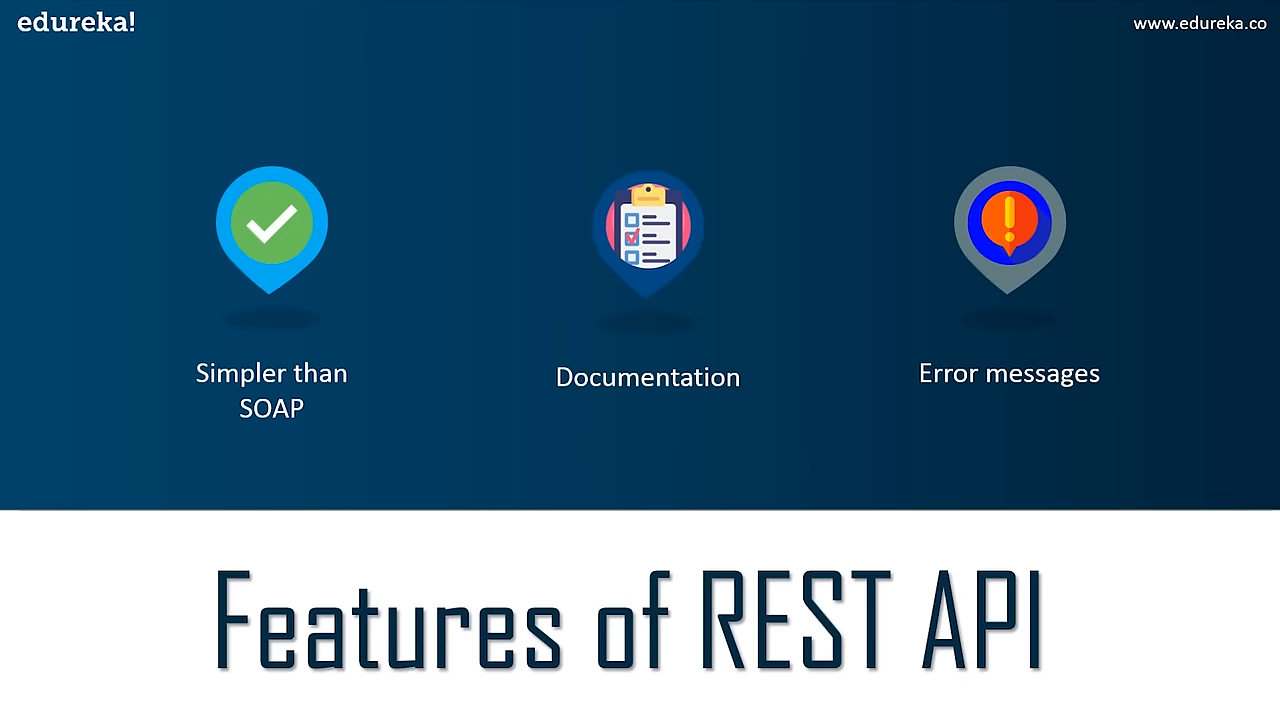 edureka!
www.edureka.co
Simpler than
SOAP
Documentation
Error messages
Features of REST API